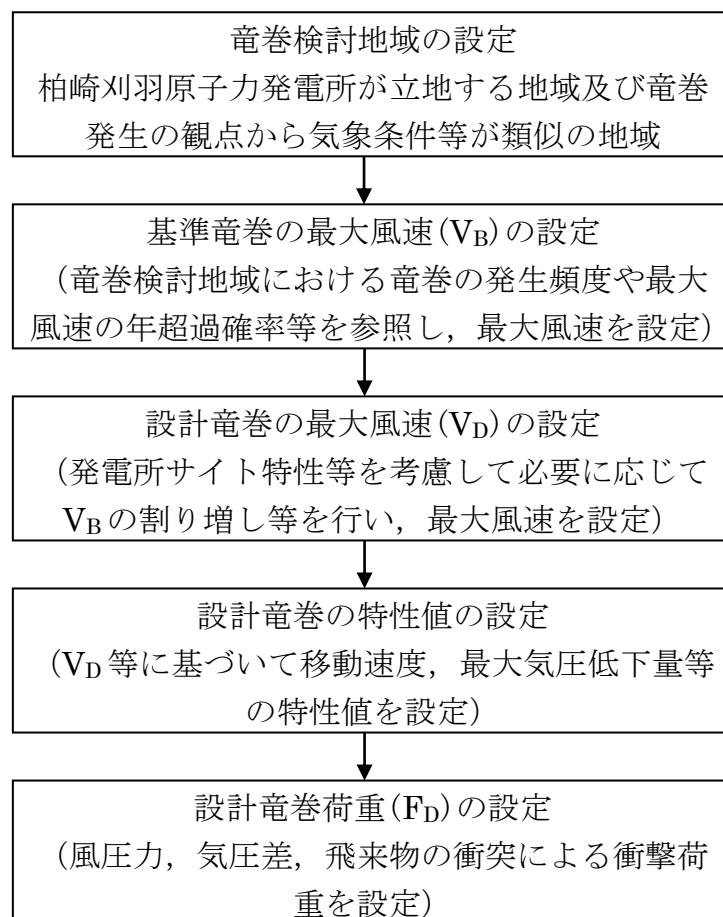 竜巻検討地域の設定
柏崎刈羽原子力発電所が立地する地域及び竜巻
発生の観点から気象条件等が類似の地域
基準竜巻の最大風速(VB)の設定
(竜巻検討地域における竜巻の発生頻度や最大
風速の年超過確率等を参照し，最大風速を設定)
設計竜巻の最大風速(VD)の設定
(発電所サイト特性等を考慮して必要に応じて
VBの割り増し等を行い，最大風速を設定)
設計竜巻の特性値の設定
(VD等に基づいて移動速度，最大気圧低下量等
の特性値を設定)
設計竜巻荷重(FD)の設定
(風圧力，気圧差，飛来物の衝突による衝撃荷
重を設定)